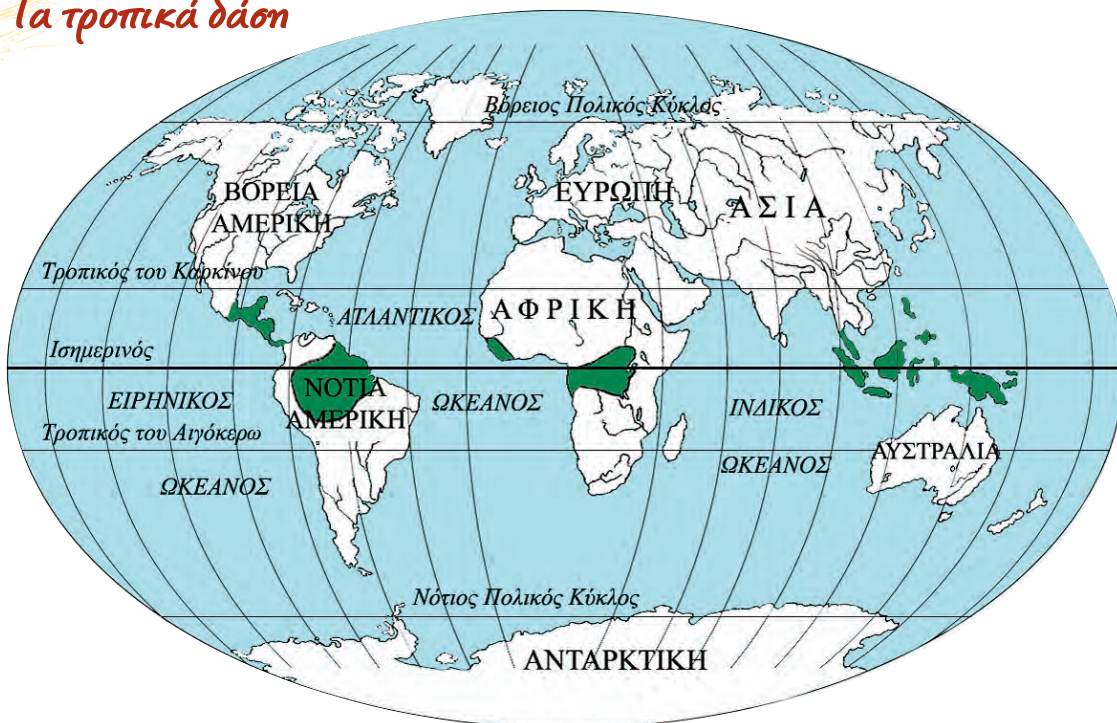 Τα τροπικά δάση
Βόρειος Πολικός Κύκλος
ΒΟΡΕΙΑ
ΑΜΕΡΙΚΗ
ΕΥΡΩΠΗ
ΑΣΙΑ
Τροπικός του Καρκίνου
ΑΤΛΑΝΤΙΚΟΣ
ΑΦΡΙΚΗ
Ισημερινός
ΝΟΤΙΑ
ΑΜΕΡΙΚΗ
ΕΙΡΗΝΙΚΟΣ
ΩΚΕΑΝΟΣ
ΙΝΔΙΚΟΣ
Τροπικός του Αιγόκερω
ΑΥΣΤΡΑΛΙΑ
ΩΚΕΑΝΟΣ
ΩΚΕΑΝΟΣ
Νότιος Πολικός Κύκλος
ΑΝΤΑΡΚΤΙΚΗ